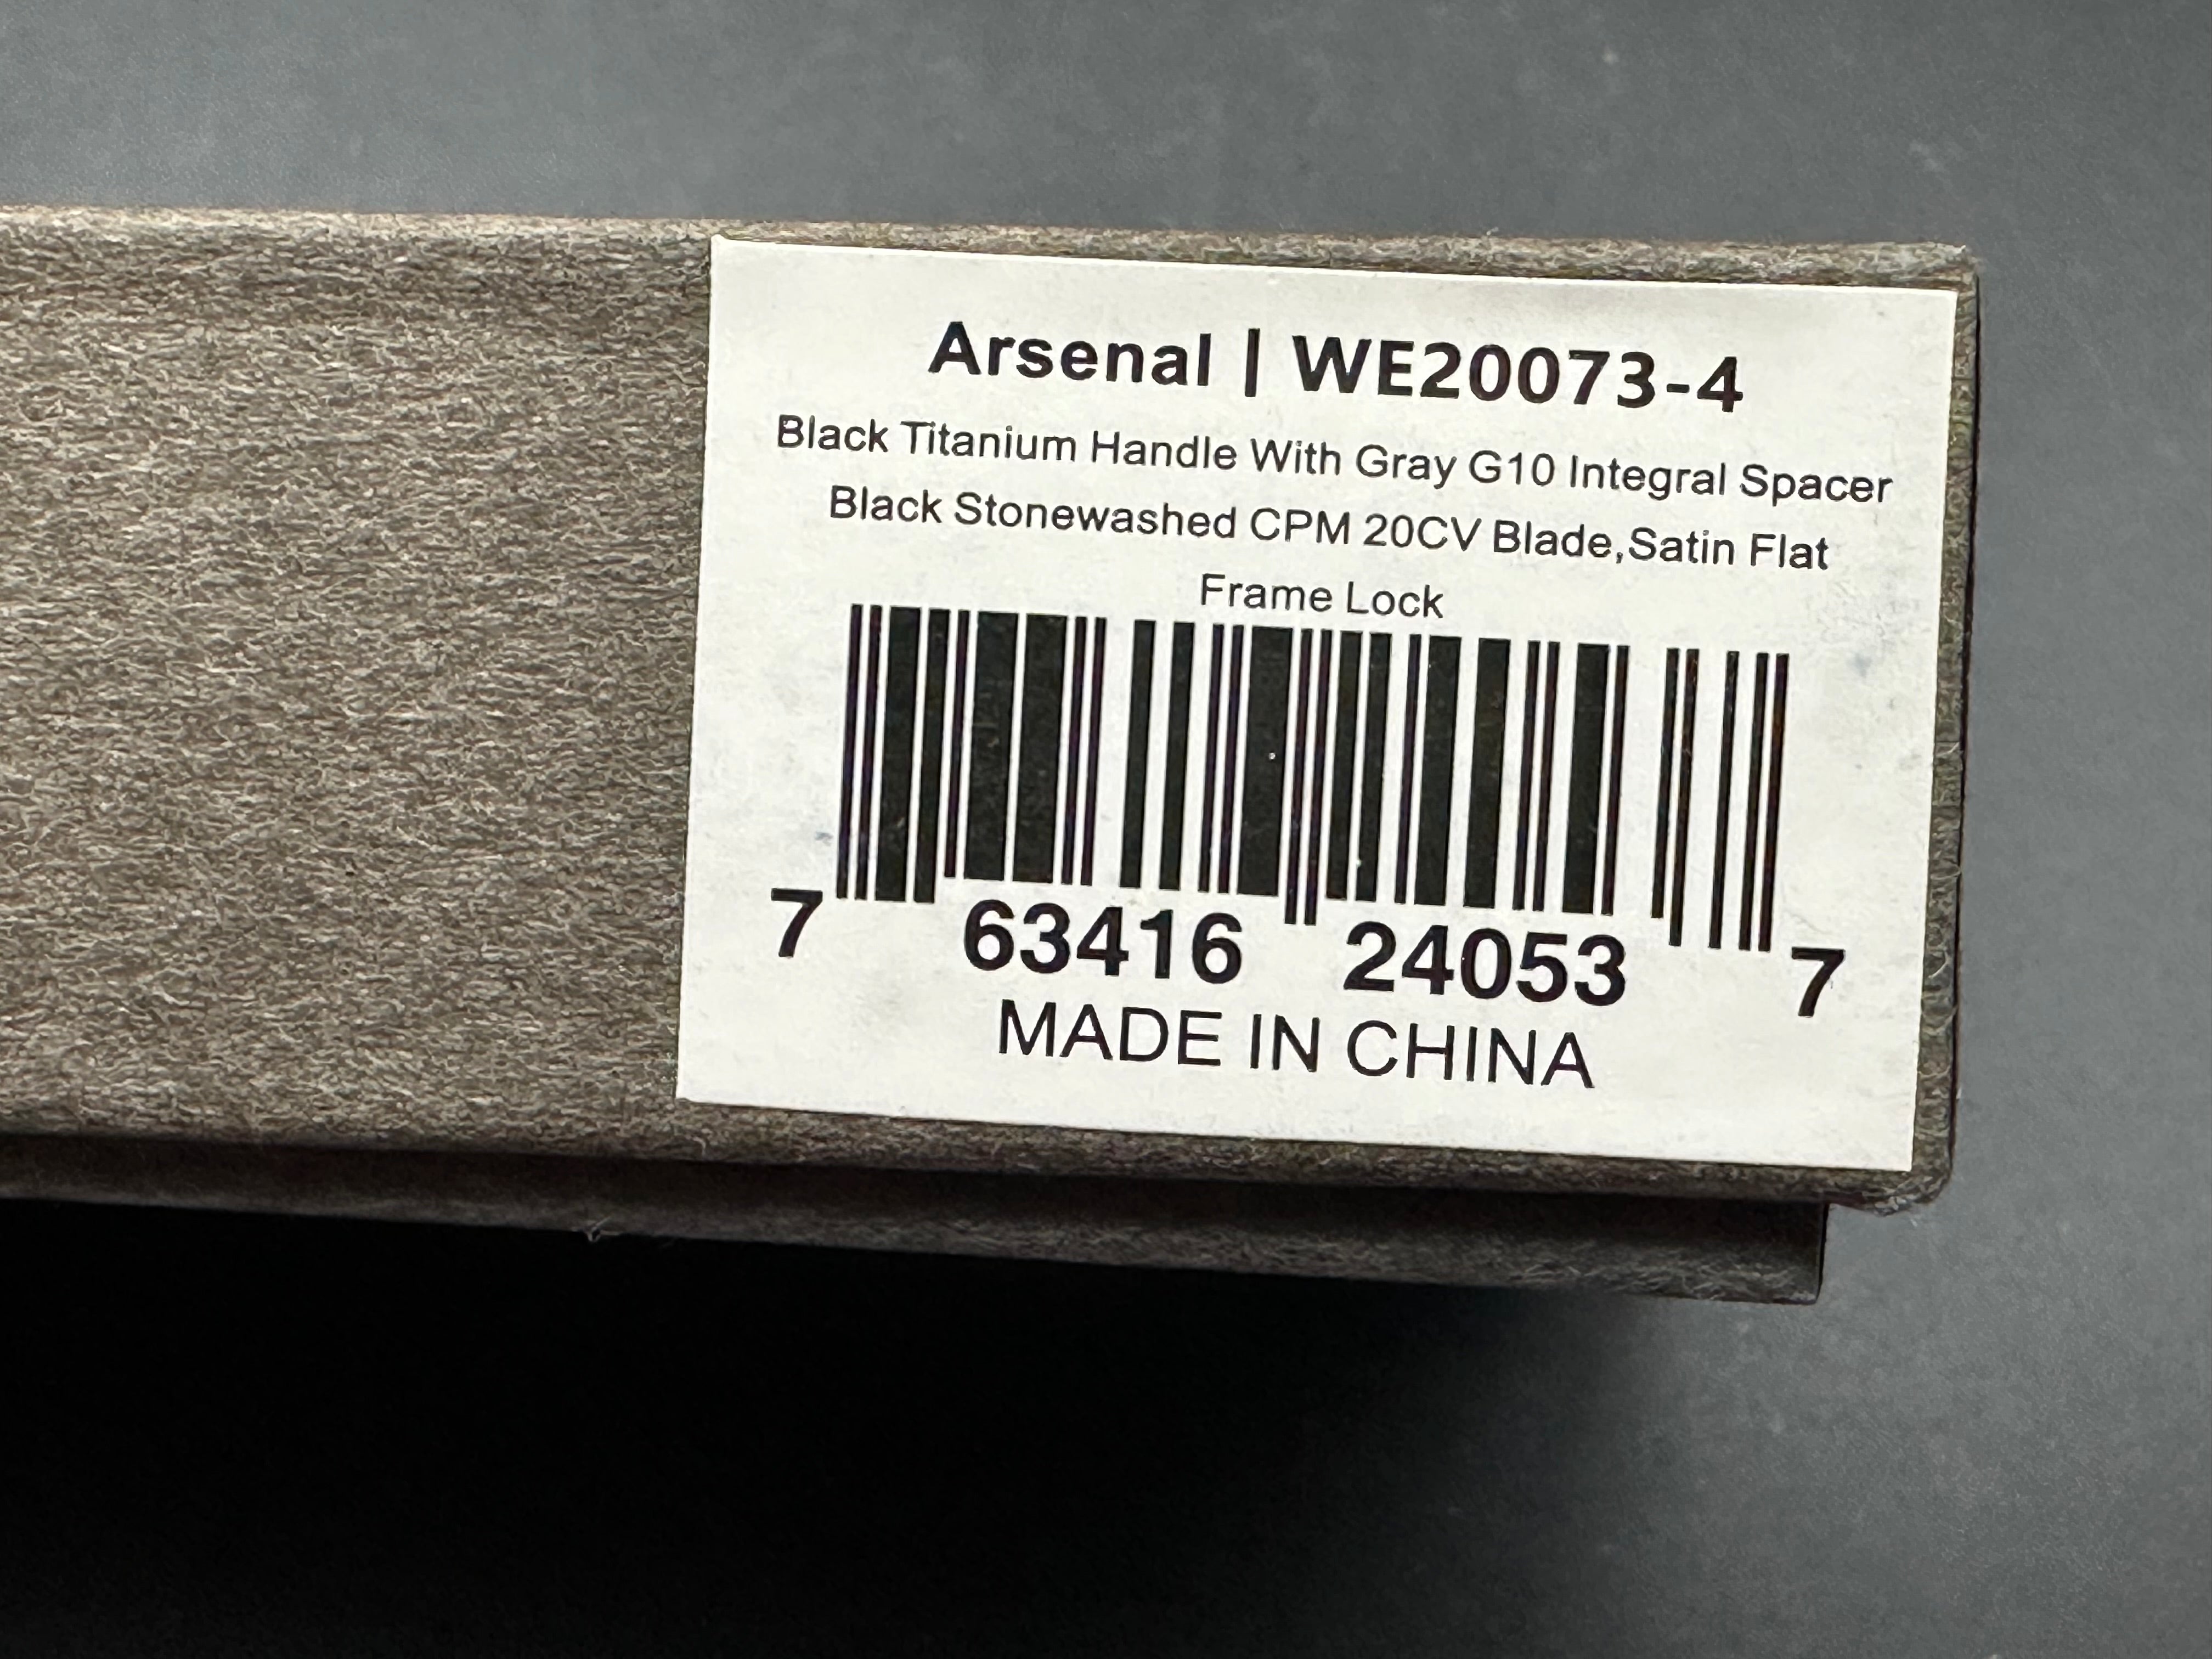 Arsenal | WE20073-4
Black Titanium Handle With Gray G10 Integral Spacer
Black Stonewashed CPM 20CV Blade,Satin Flat
Frame Lock
7 63416 24053 7
MADE IN CHINA